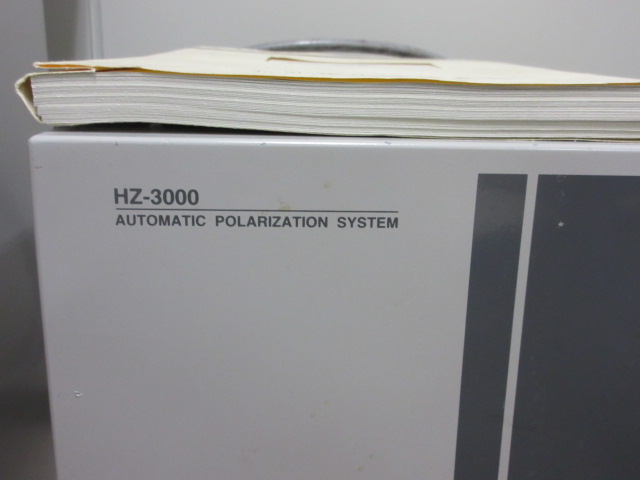 HZ-3000
AUTOMATIC POLARIZATION SYSTEM